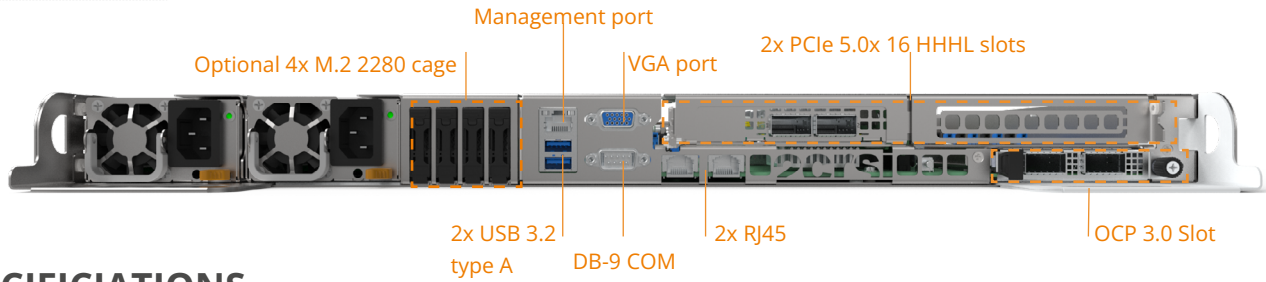 Management port
2x PCIe 5.0x 16 HHHL slots
Optional 4x M.2 2280 cage
VGA port
2CRSi
2x USB 3.2
type A
DB-9 COM
2x RJ45
OCP 3.0 Slot